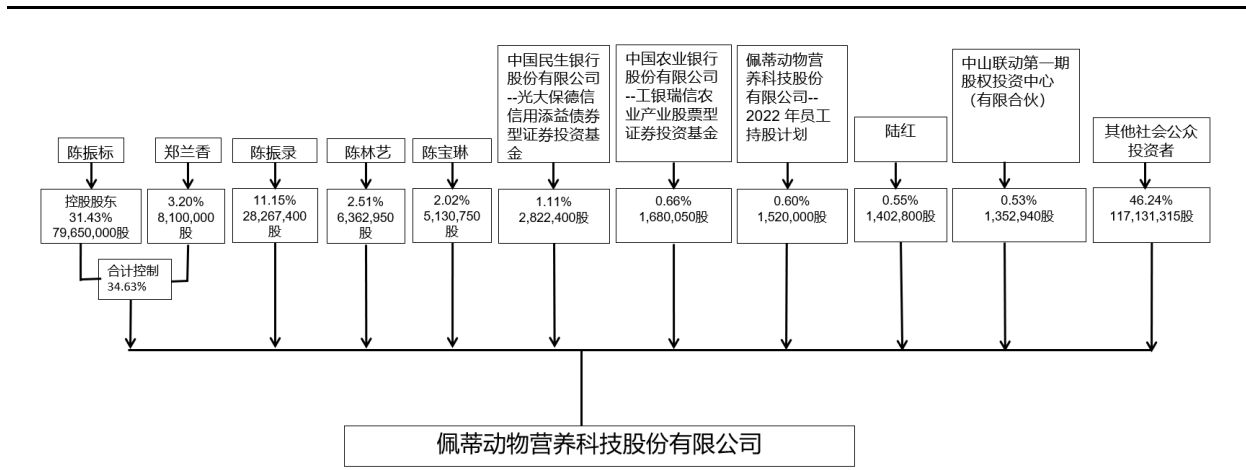 中国民生银行
股份有限公司
--光大保德信
信用添益债券
型证券投资基
金
中国农业银行
股份有限公司
--工银瑞信农
业产业股票型
证券投资基金
佩蒂动物营
养科技股份
有限公司--
2022 年员工
持股计划
中山联动第一期
股权投资中心
（有限合伙）
陈振标
郑兰香
陈振录
陈林艺
陈宝琳
陆红
其他社会公众
投资者
控股股东
31.43%
79,650,000股
3.20%
8,100,000
股
11.15%
28,267,400
股
2.51%
6,362,950
股
2.02%
5,130,750
股
1.11%
2,822,400股
0.66%
1,680,050股
0.60%
1,520,000股
0.55%
1,402,800股
0.53%
1,352,940股
46.24%
117,131,315股
合计控制
34.63%
佩蒂动物营养科技股份有限公司